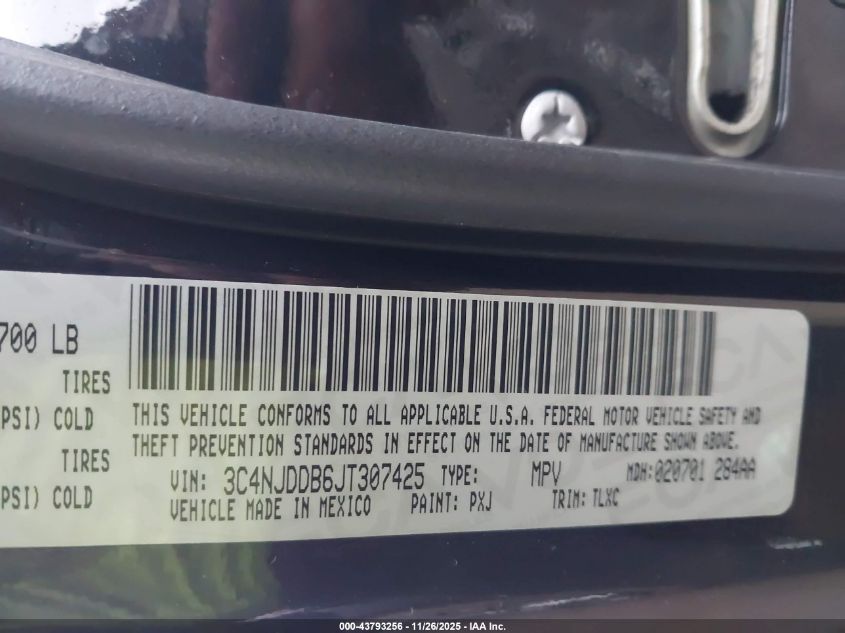 700 LB
TIRES
PSI) COLD
THIS VEHICLE CONFORMS TO ALL APPLICABLE U.S.A. FEDERAL MOTOR VEHICLE SAFETY AND
THEFT PREVENTION STANDARDS IN EFFECT ON THE DATE OF MANUFACTURE SHOWN ABOVE.
TIRES
PSI) COLD
VIN: 3C4NJDDB6JT307425 TYPE: MPV MDH:020701 284AA
VEHICLE MADE IN MEXICO PAINT: PXJ TRIM: TLXC
000-43793256 - 11/26/2025 - IAA Inc.